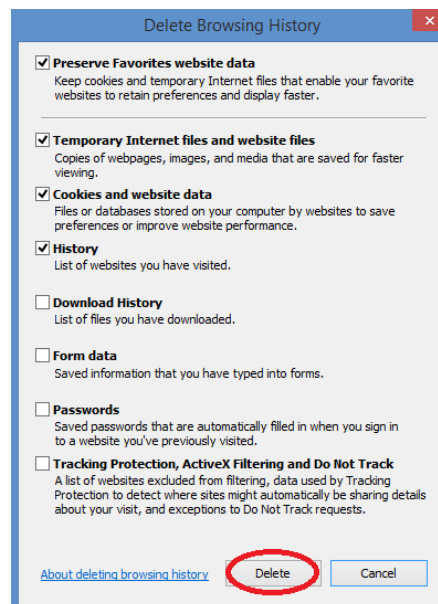 Delete Browsing History
Preserve Favorites website data
Keep cookies and temporary Internet files that enable your favorite
websites to retain preferences and display faster.
Temporary Internet files and website files
Copies of webpages, images, and media that are saved for faster
viewing.
Cookies and website data
Files or databases stored on your computer by websites to save
preferences or improve website performance.
History
List of websites you have visited.
Download History
List of files you have downloaded.
Form data
Saved information that you have typed into forms.
Passwords
Saved passwords that are automatically filled in when you sign in
to a website you've previously visited.
Tracking Protection, ActiveX Filtering and Do Not Track
A list of websites excluded from filtering, data used by Tracking
Protection to detect where sites might automatically be sharing details
about your visit, and exceptions to Do Not Track requests.
About deleting browsing history Delete Cancel